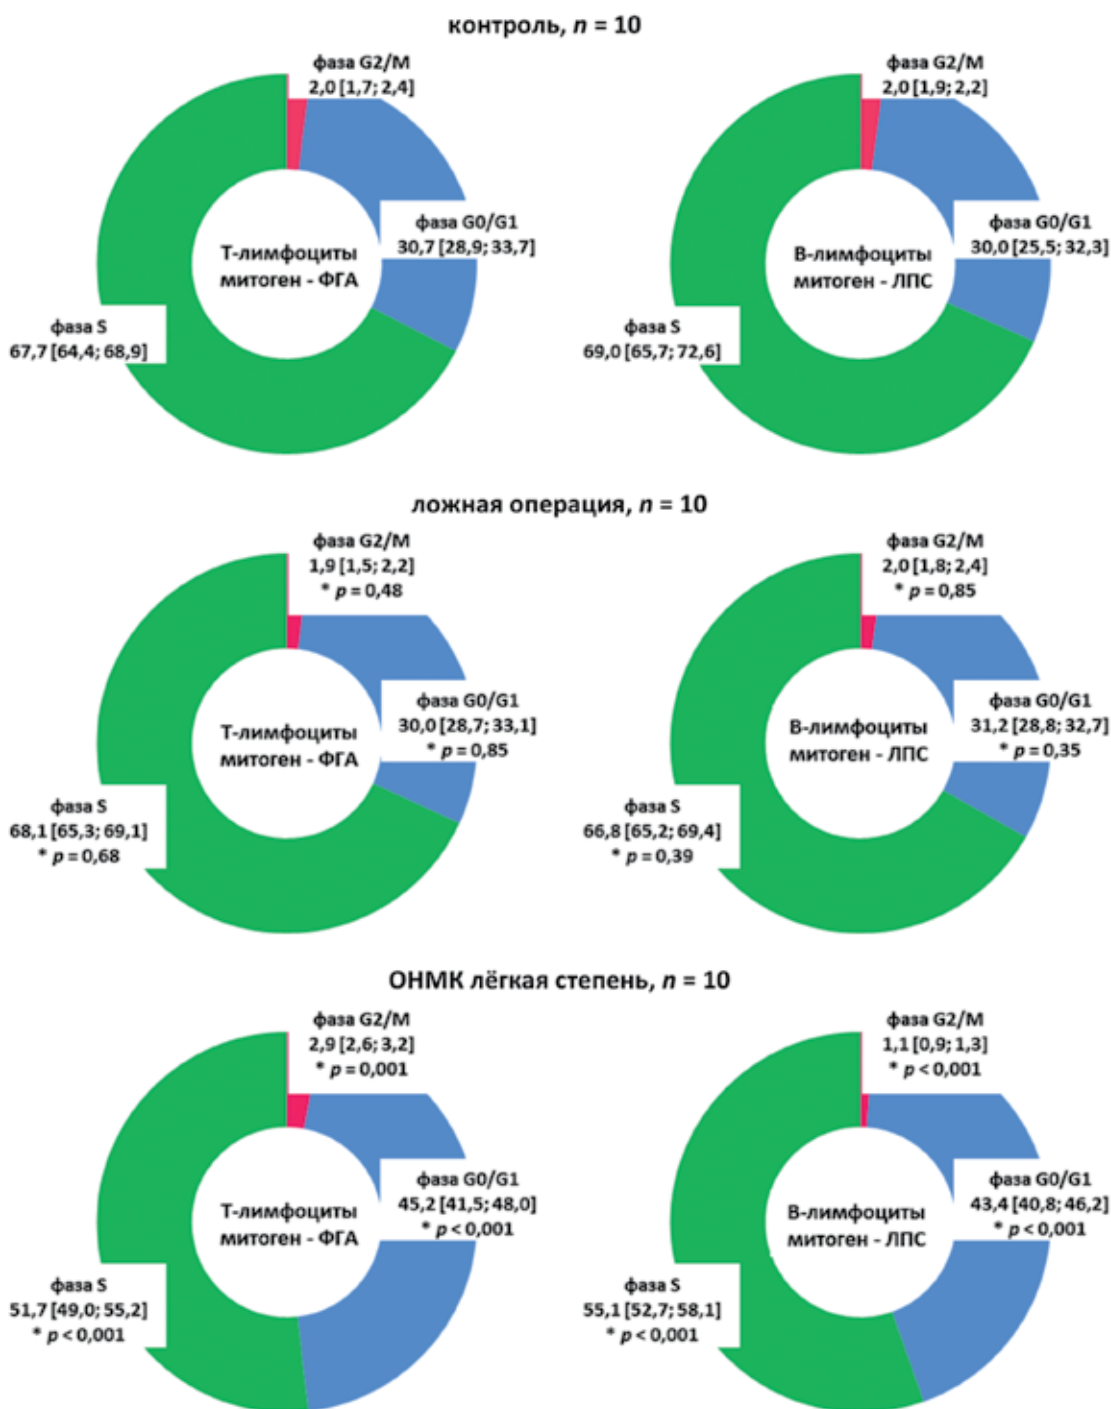 контроль, n = 10
фаза G2/M
2,0 [1,7; 2,4]
фаза G0/G1
30,7 [28,9; 33,7]
Т-лимфоциты
митоген - ФГА
фаза S
67,7 [64,4; 68,9]
фаза G2/M
2,0 [1,9; 2,2]
фаза G0/G1
30,0 [25,5; 32,3]
В-лимфоциты
митоген - ЛПС
фаза S
69,0 [65,7; 72,6]
ложная операция, n = 10
фаза G2/M
1,9 [1,5; 2,2]
* p = 0,48
фаза G0/G1
30,0 [28,7; 33,1]
* p = 0,85
Т-лимфоциты
митоген - ФГА
фаза S
68,1 [65,3; 69,1]
* p = 0,68
фаза G2/M
2,0 [1,8; 2,4]
* p = 0,85
фаза G0/G1
31,2 [28,8; 32,7]
* p = 0,35
В-лимфоциты
митоген - ЛПС
фаза S
66,8 [65,2; 69,4]
* p = 0,39
ОНМК лёгкая степень, n = 10
фаза G2/M
2,9 [2,6; 3,2]
* p = 0,001
фаза G0/G1
45,2 [41,5; 48,0]
* p < 0,001
Т-лимфоциты
митоген - ФГА
фаза S
51,7 [49,0; 55,2]
* p < 0,001
фаза G2/M
1,1 [0,9; 1,3]
* p < 0,001
фаза G0/G1
43,4 [40,8; 46,2]
* p < 0,001
В-лимфоциты
митоген - ЛПС
фаза S
55,1 [52,7; 58,1]
* p < 0,001